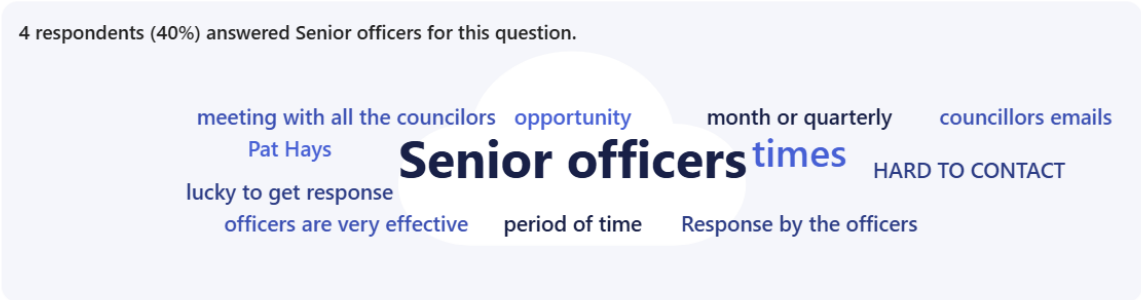 4 respondents (40%) answered Senior officers for this question.
meeting with all the councilors opportunity month or quarterly councillors emails
Pat Hays Senior officers times HARD TO CONTACT
lucky to get response
officers are very effective period of time Response by the officers